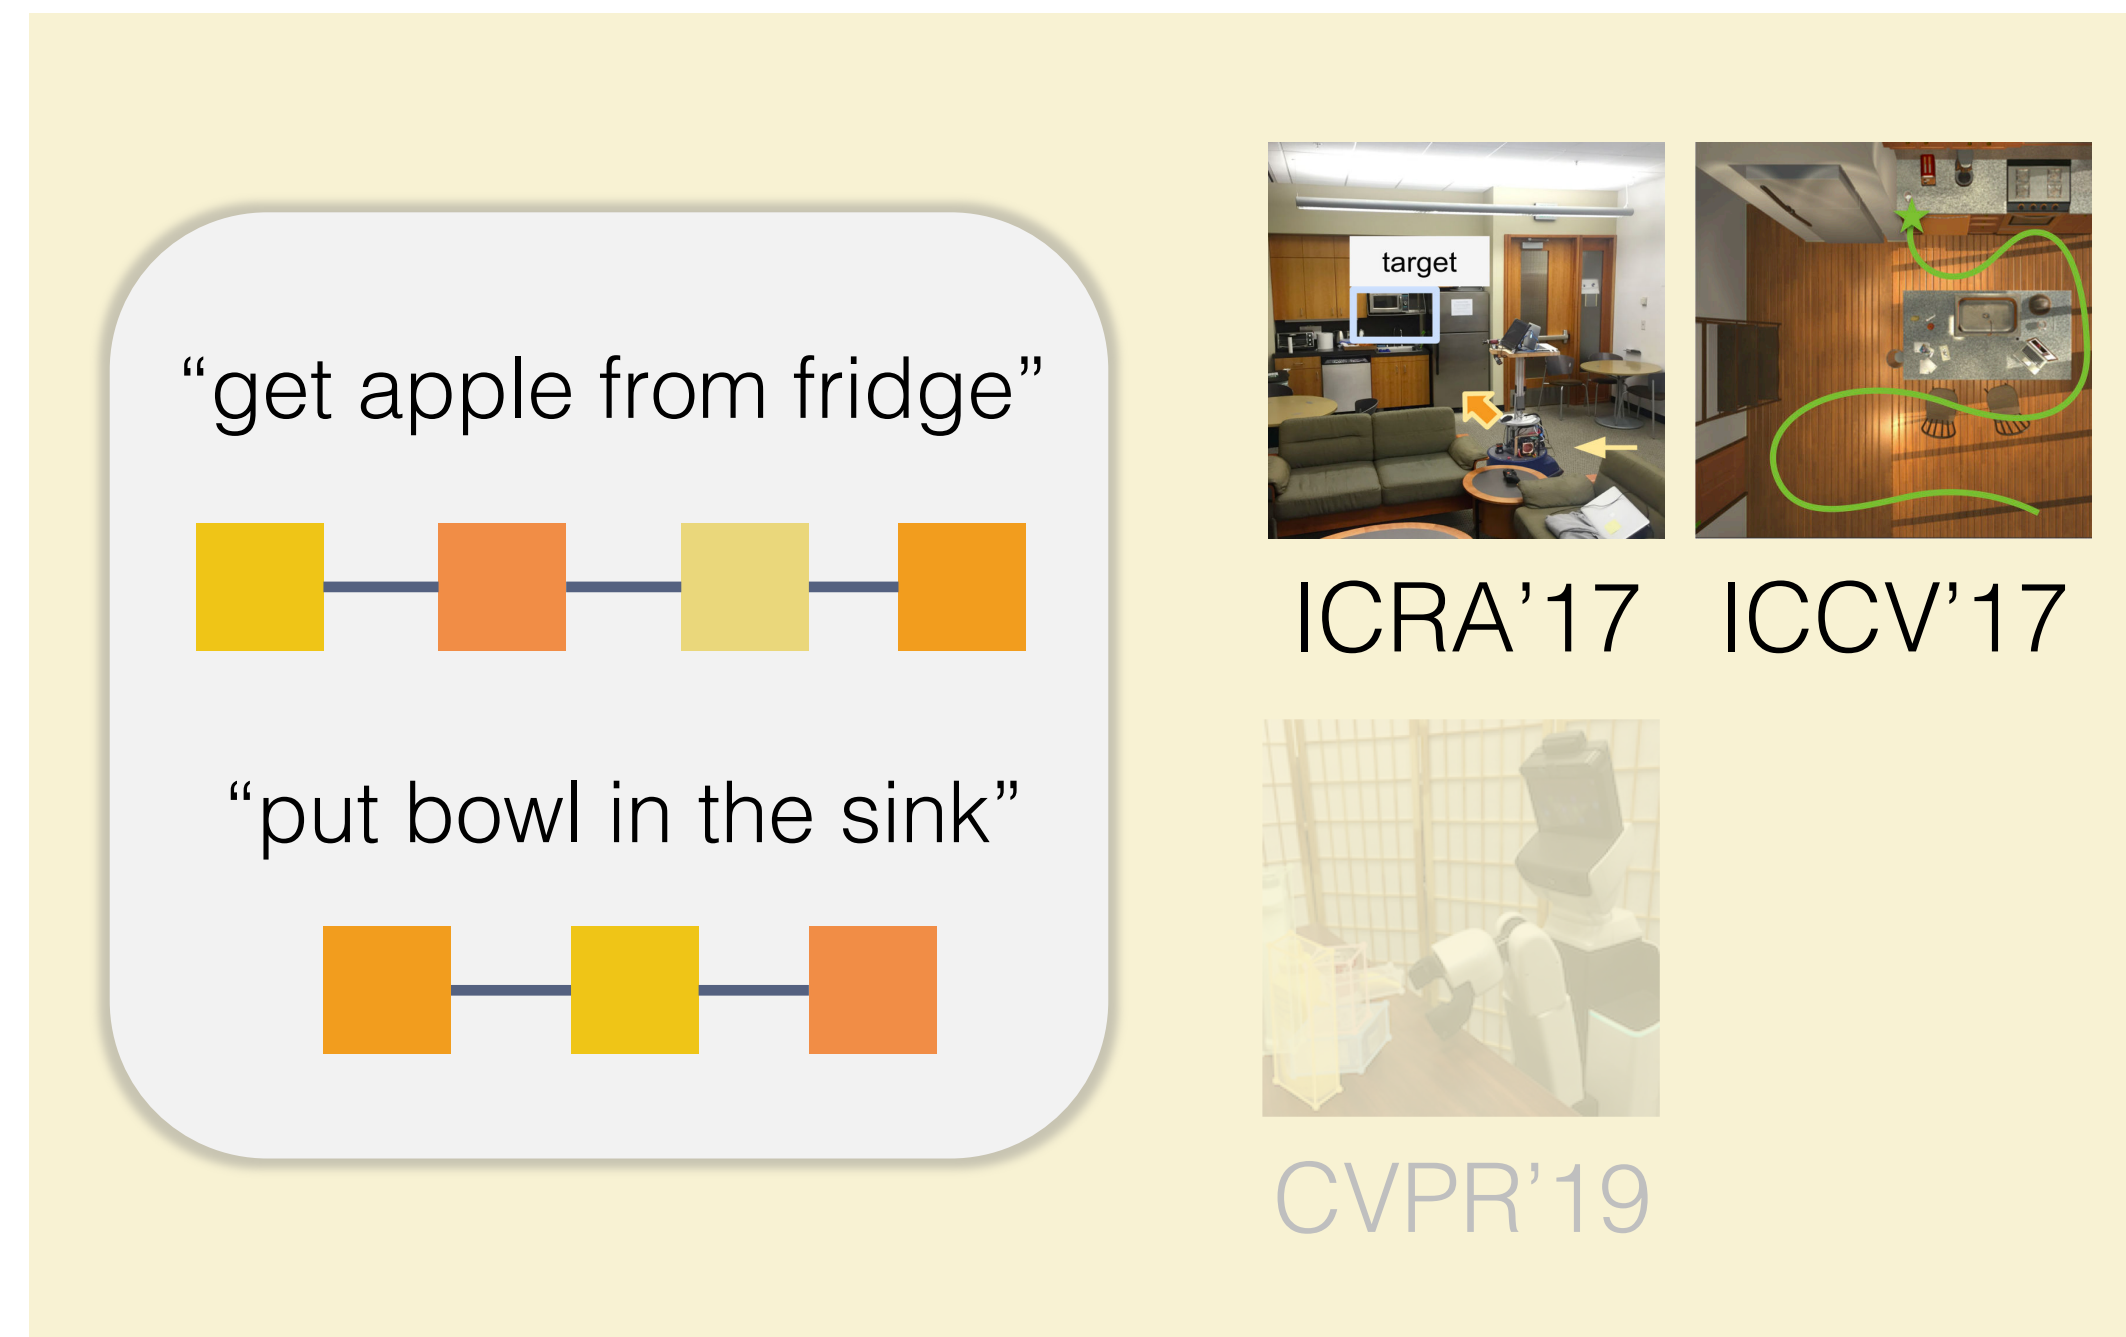 “get apple from fridge”
“put bowl in the sink”
target
ICRA’17
ICCV’17
CVPR’19